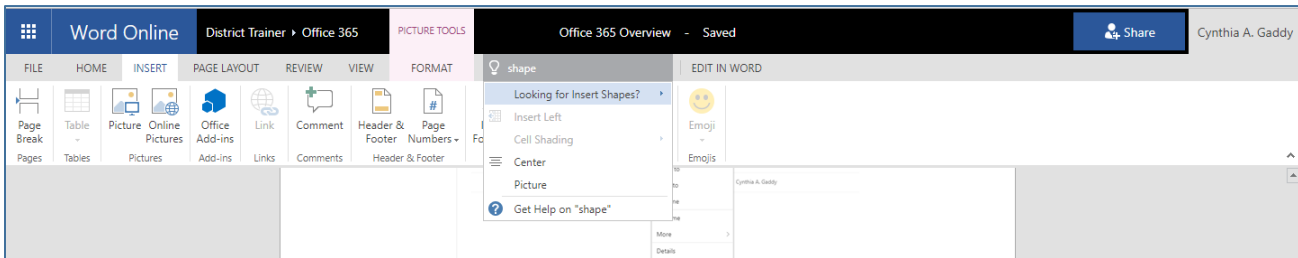 Word Online District Trainer ▸ Office 365 PICTURE TOOLS Office 365 Overview - Saved Share Cynthia A. Gaddy
FILE HOME INSERT PAGE LAYOUT REVIEW VIEW FORMAT shape EDIT IN WORD
Page Break
Table
Picture
Online Pictures
Office Add-ins
Link
Comment
Header & Footer
Page Numbers
Emoji
Pages Tables Pictures Add-ins Links Comments Header & Footer Emojis
Looking for Insert Shapes?
Insert Left
Cell Shading
Center
Picture
Get Help on "shape"
Cynthia A. Gaddy
More
Details